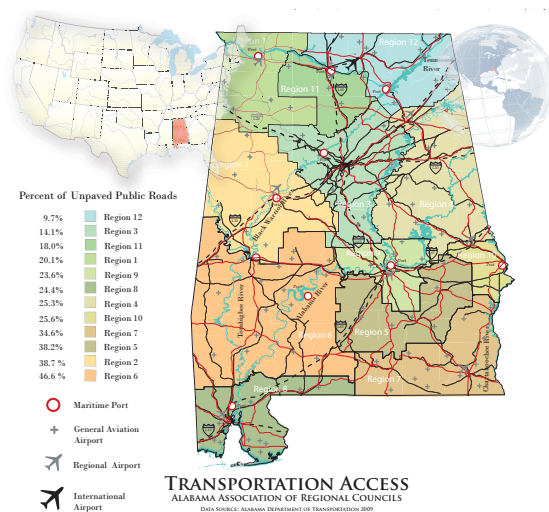 Region 12
Tenn
River
Region 11
Black Warrior River
Region 3
Percent of Unpaved Public Roads
9.7% Region 12
14.1% Region 3
18.0% Region 11
20.1% Region 1
23.6% Region 9
24.4% Region 8
25.3% Region 4
25.6% Region 10
34.6% Region 7
38.2% Region 5
38.7 % Region 2
46.6 % Region 6
Tombigbee River
Alabama River
Region 6
Region 5
Region 7
Chattahoochee River
Region 8
Maritime Port
General Aviation
Airport
Regional Airport
International
Airport
TRANSPORTATION ACCESS
ALABAMA ASSOCIATION OF REGIONAL COUNCILS
DATA SOURCE: ALABAMA DEPARTMENT OF TRANSPORTATION 2009